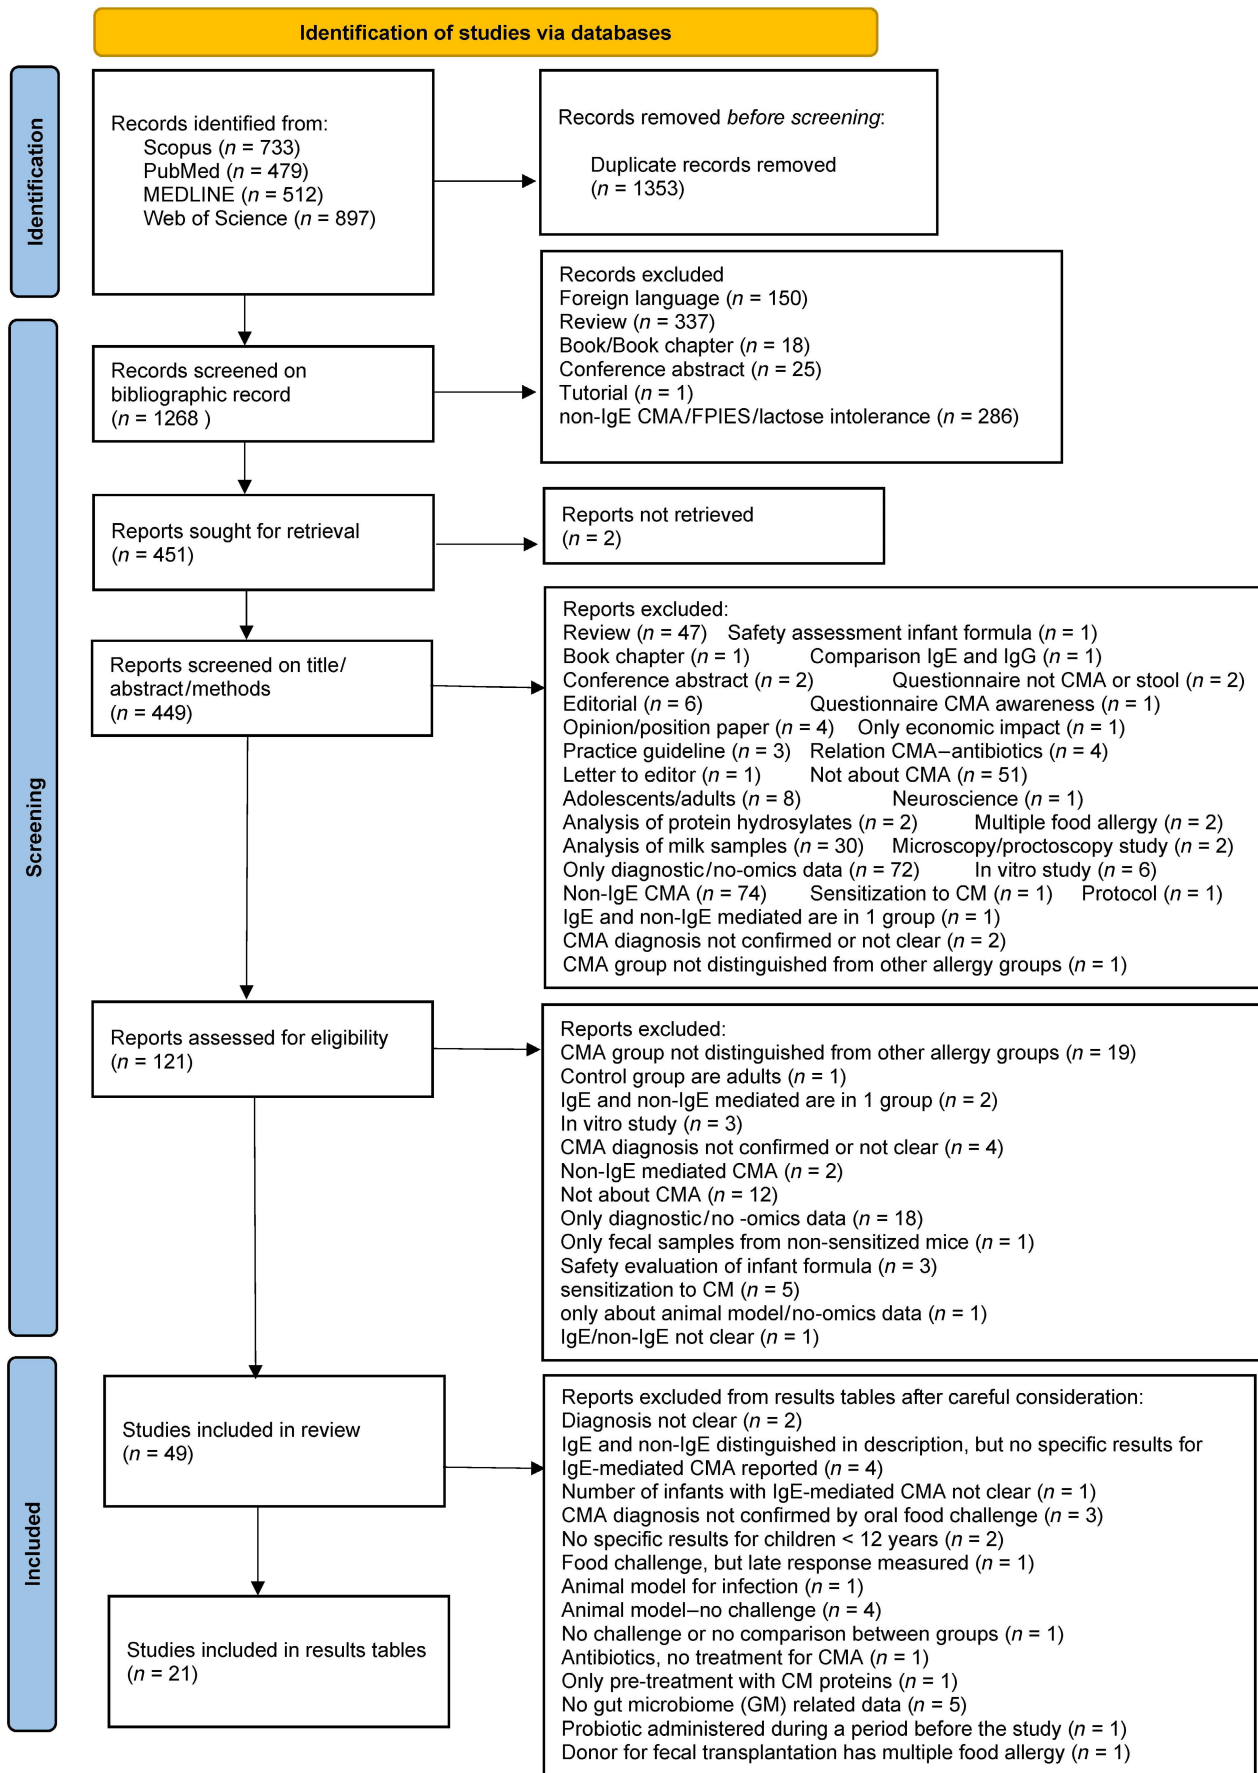 Identification of studies via databases
Identification
Records identified from:
Scopus (n = 733)
PubMed (n = 479)
MEDLINE (n = 512)
Web of Science (n = 897)
Records removed before screening:
Duplicate records removed
(n = 1353)
Screening
Records screened on
bibliographic record
(n = 1268 )
Records excluded
Foreign language (n = 150)
Review (n = 337)
Book/Book chapter (n = 18)
Conference abstract (n = 25)
Tutorial (n = 1)
non-IgE CMA/FPIES/lactose intolerance (n = 286)
Reports sought for retrieval
(n = 451)
Reports not retrieved
(n = 2)
Reports screened on title/
abstract/methods
(n = 449)
Reports excluded:
Review (n = 47) Safety assessment infant formula (n = 1)
Book chapter (n = 1) Comparison IgE and IgG (n = 1)
Conference abstract (n = 2) Questionnaire not CMA or stool (n = 2)
Editorial (n = 6) Questionnaire CMA awareness (n = 1)
Opinion/position paper (n = 4) Only economic impact (n = 1)
Practice guideline (n = 3) Relation CMA–antibiotics (n = 4)
Letter to editor (n = 1) Not about CMA (n = 51)
Adolescents/adults (n = 8) Neuroscience (n = 1)
Analysis of protein hydrosylates (n = 2) Multiple food allergy (n = 2)
Analysis of milk samples (n = 30) Microscopy/proctoscopy study (n = 2)
Only diagnostic/no-omics data (n = 72) In vitro study (n = 6)
Non-IgE CMA (n = 74) Sensitization to CM (n = 1) Protocol (n = 1)
IgE and non-IgE mediated are in 1 group (n = 1)
CMA diagnosis not confirmed or not clear (n = 2)
CMA group not distinguished from other allergy groups (n = 1)
Reports assessed for eligibility
(n = 121)
Reports excluded:
CMA group not distinguished from other allergy groups (n = 19)
Control group are adults (n = 1)
IgE and non-IgE mediated are in 1 group (n = 2)
In vitro study (n = 3)
CMA diagnosis not confirmed or not clear (n = 4)
Non-IgE mediated CMA (n = 2)
Not about CMA (n = 12)
Only diagnostic/no -omics data (n = 18)
Only fecal samples from non-sensitized mice (n = 1)
Safety evaluation of infant formula (n = 3)
sensitization to CM (n = 5)
only about animal model/no-omics data (n = 1)
IgE/non-IgE not clear (n = 1)
Included
Studies included in review
(n = 49)
Reports excluded from results tables after careful consideration:
Diagnosis not clear (n = 2)
IgE and non-IgE distinguished in description, but no specific results for
IgE-mediated CMA reported (n = 4)
Number of infants with IgE-mediated CMA not clear (n = 1)
CMA diagnosis not confirmed by oral food challenge (n = 3)
No specific results for children < 12 years (n = 2)
Food challenge, but late response measured (n = 1)
Animal model for infection (n = 1)
Animal model–no challenge (n = 4)
No challenge or no comparison between groups (n = 1)
Antibiotics, no treatment for CMA (n = 1)
Only pre-treatment with CM proteins (n = 1)
No gut microbiome (GM) related data (n = 5)
Probiotic administered during a period before the study (n = 1)
Donor for fecal transplantation has multiple food allergy (n = 1)
Studies included in results tables
(n = 21)